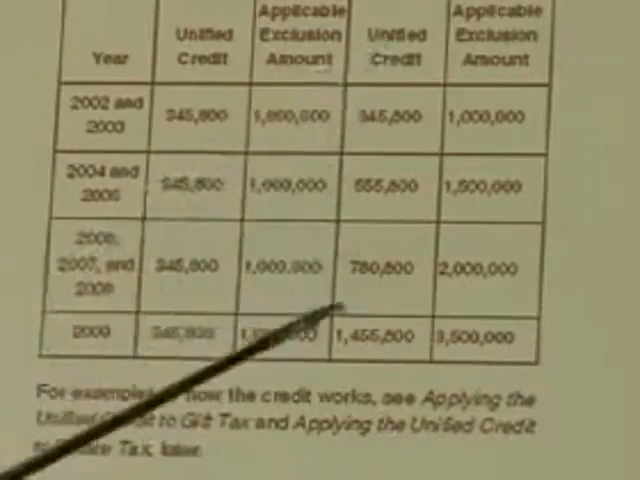 Applicable Applicable
Unified Exclusion Unified Exclusion
Year Credit Amount Credit Amount
2002 and 2003 345,800 1,000,000 345,800 1,000,000
2004 and 2005 345,800 1,000,000 555,800 1,500,000
2006, 2007, and 2008 345,800 1,000,000 780,800 2,000,000
2009 345,800 1,455,800 3,500,000
For examples how the credit works, see Applying the
Unified Credit to Gift Tax and Applying the Unified Credit
Tax, later.